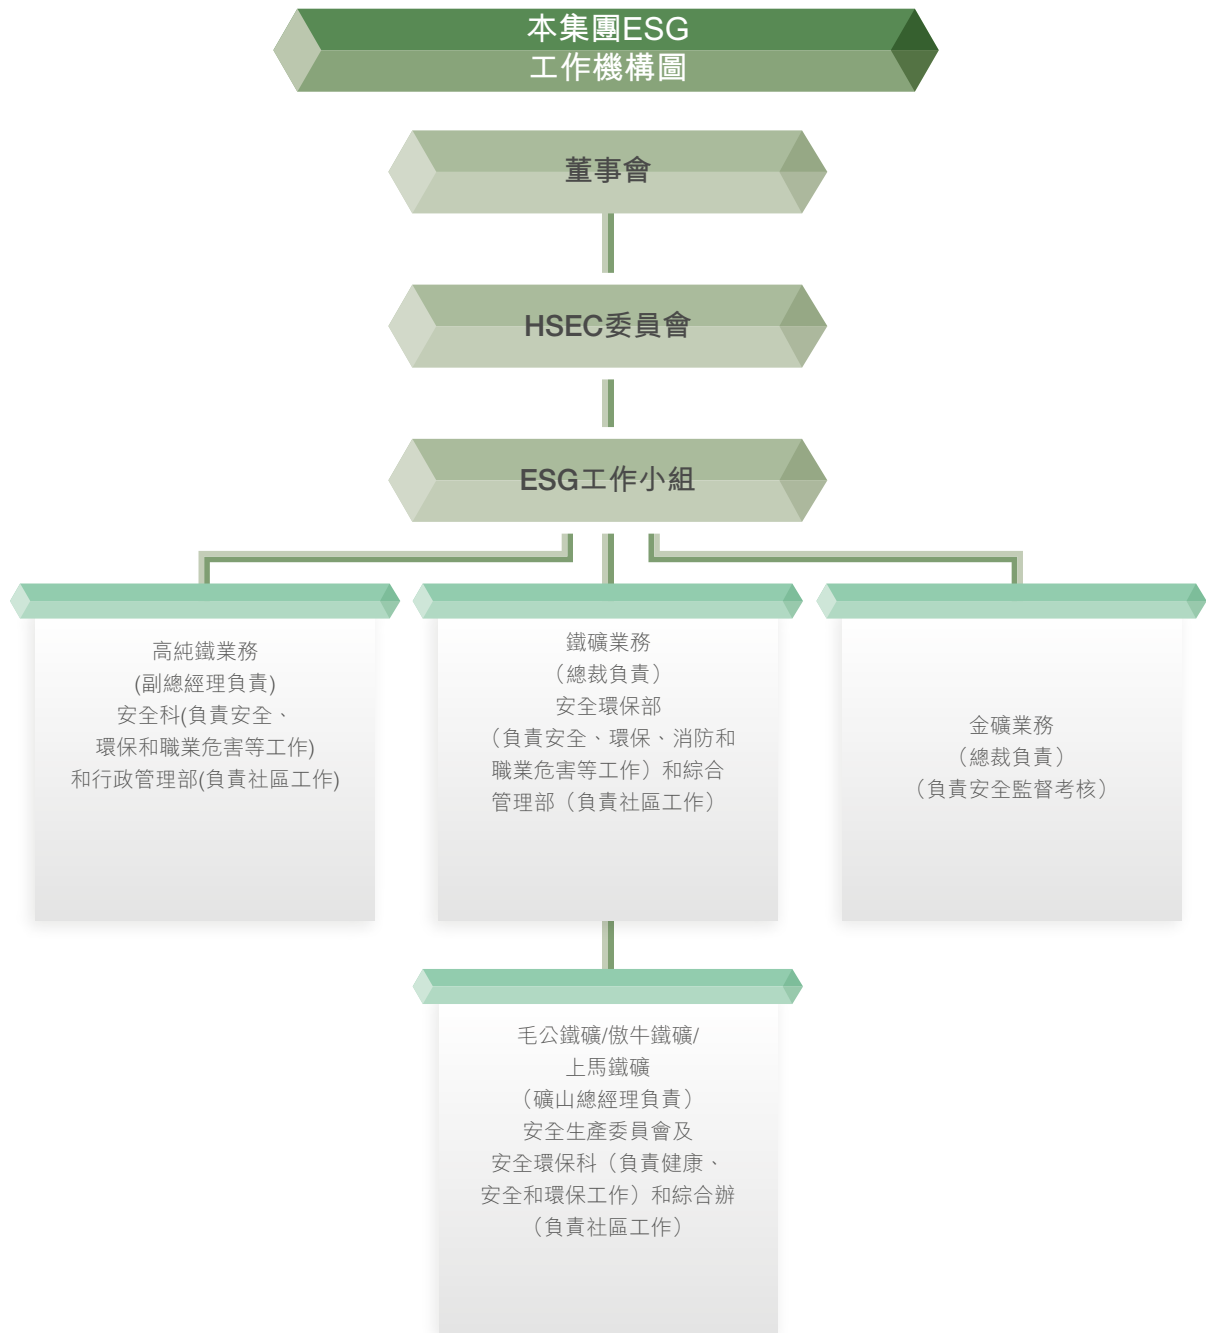 本集團ESG
工作機構圖
董事會
HSEC委員會
ESG工作小組
高純鐵業務
(副總經理負責)
安全科(負責安全、
環保和職業危害等工作)
和行政管理部(負責社區工作)
鐵礦業務
（總裁負責）
安全環保部
（負責安全、環保、消防和
職業危害等工作）和綜合
管理部（負責社區工作）
金礦業務
（總裁負責）
（負責安全監督考核）
毛公鐵礦/傲牛鐵礦/
上馬鐵礦
（礦山總經理負責）
安全生產委員會及
安全環保科（負責健康、
安全和環保工作）和綜合辦
（負責社區工作）